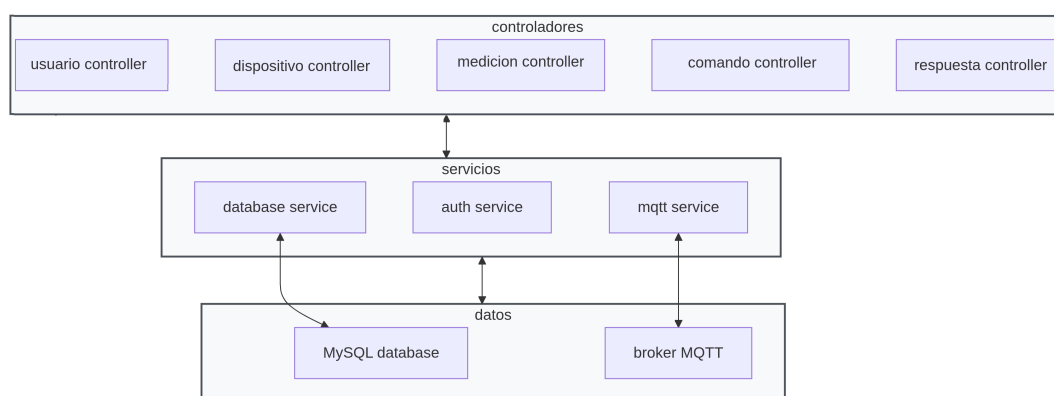 controladores
usuario controller
dispositivo controller
medicion controller
comando controller
respuesta controller
servicios
database service
auth service
mqtt service
datos
MySQL database
broker MQTT